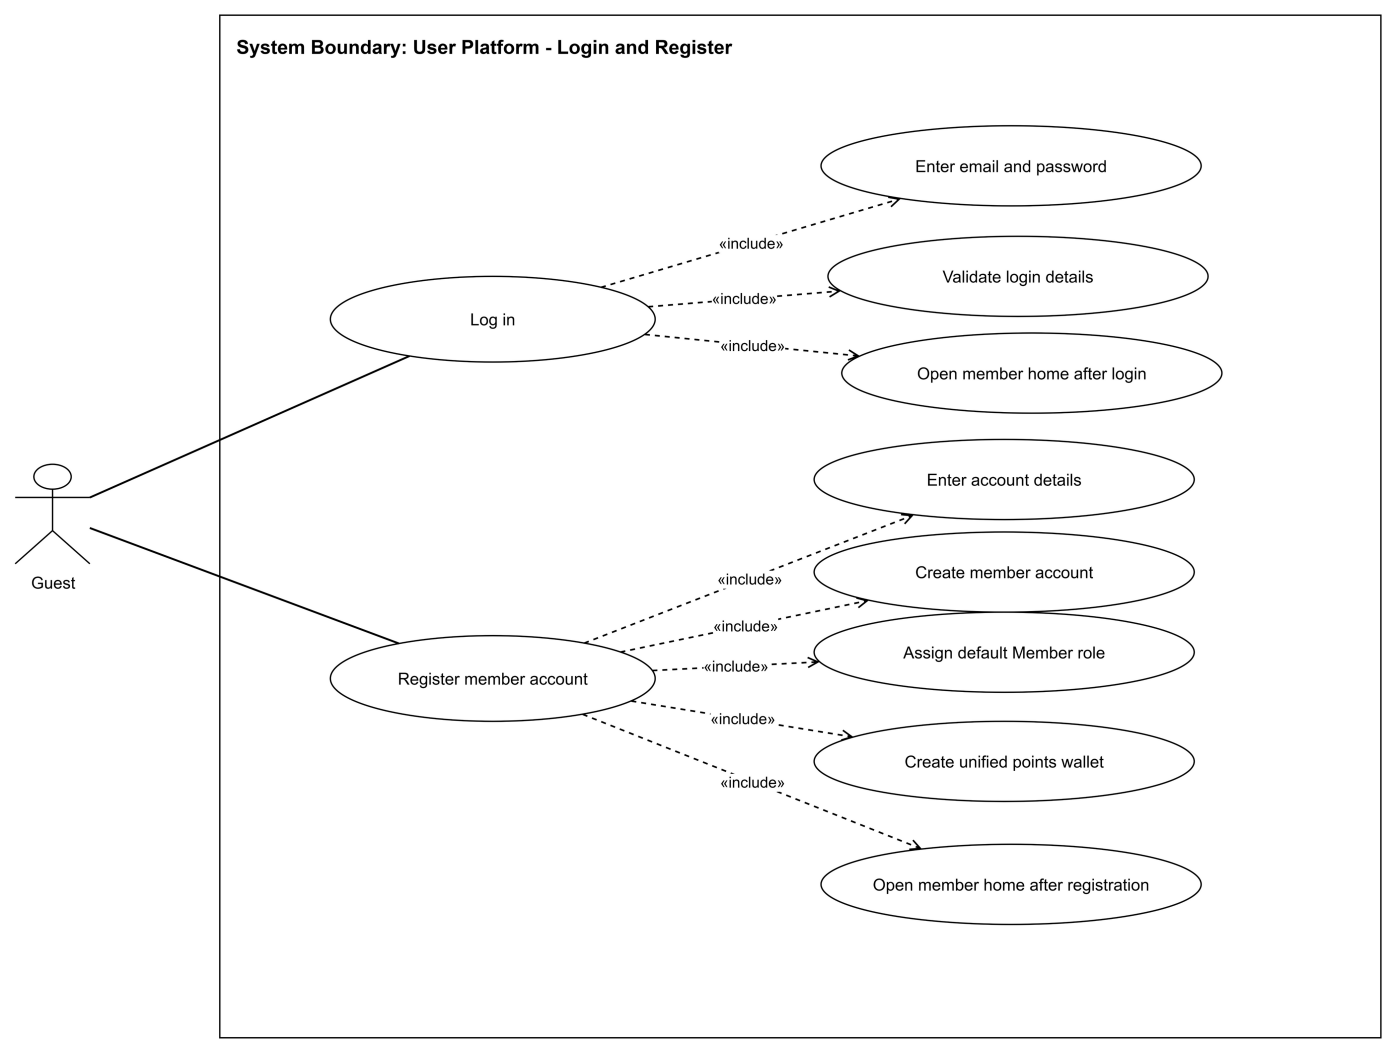 System Boundary: User Platform - Login and Register
Enter email and password
«include»
Validate login details
«include»
Log in
«include»
Open member home after login
Enter account details
Guest
«include»
Create member account
«include»
Assign default Member role
«include»
Register member account
«include»
Create unified points wallet
«include»
Open member home after registration